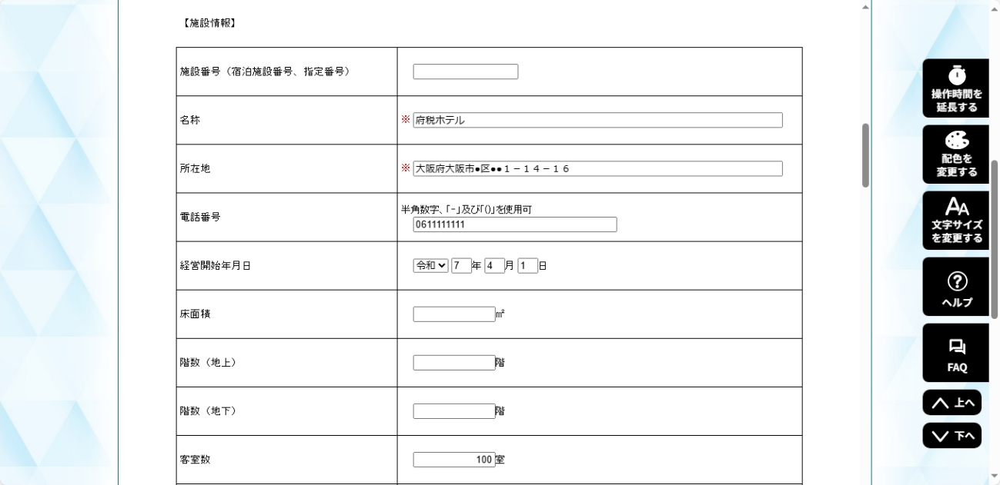 【施設情報】
施設番号（宿泊施設番号、指定番号）
名称
※ 府税ホテル
所在地
※ 大阪府大阪市●区●●１－１４－１６
電話番号
半角数字、「-」及び「()」を使用可
0611111111
経営開始年月日
令和 7 年 4 月 1 日
床面積
㎡
階数（地上）
階
階数（地下）
階
客室数
100 室
操作時間を
延長する
配色を
変更する
文字サイズ
を変更する
ヘルプ
FAQ
上へ
下へ